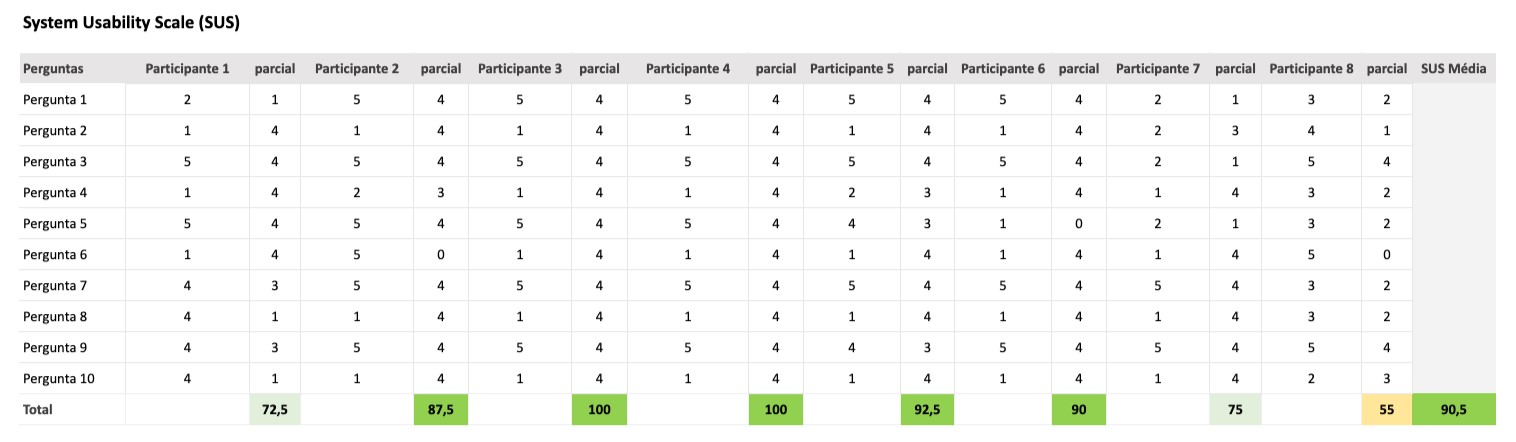 System Usability Scale (SUS)
Perguntas Participante 1 parcial Participante 2 parcial Participante 3 parcial Participante 4 parcial Participante 5 parcial Participante 6 parcial Participante 7 parcial Participante 8 parcial SUS Média
Pergunta 1 2 1 5 4 5 4 5 4 5 4 5 4 2 1 3 2
Pergunta 2 1 4 1 4 1 4 1 4 1 4 1 4 2 3 4 1
Pergunta 3 5 4 5 4 5 4 5 4 5 4 5 4 2 1 5 4
Pergunta 4 1 4 2 3 1 4 1 4 2 3 1 4 1 4 3 2
Pergunta 5 5 4 5 4 5 4 5 4 4 3 1 0 2 1 3 2
Pergunta 6 1 4 5 0 1 4 1 4 1 4 1 4 1 4 5 0
Pergunta 7 4 3 5 4 5 4 5 4 5 4 5 4 5 4 3 2
Pergunta 8 4 1 1 4 1 4 1 4 1 4 1 4 1 4 3 2
Pergunta 9 4 3 5 4 5 4 5 4 4 3 5 4 5 4 5 4
Pergunta 10 4 1 1 4 1 4 1 4 1 4 1 4 1 4 2 3
Total 72,5 87,5 100 100 92,5 90 75 55 90,5